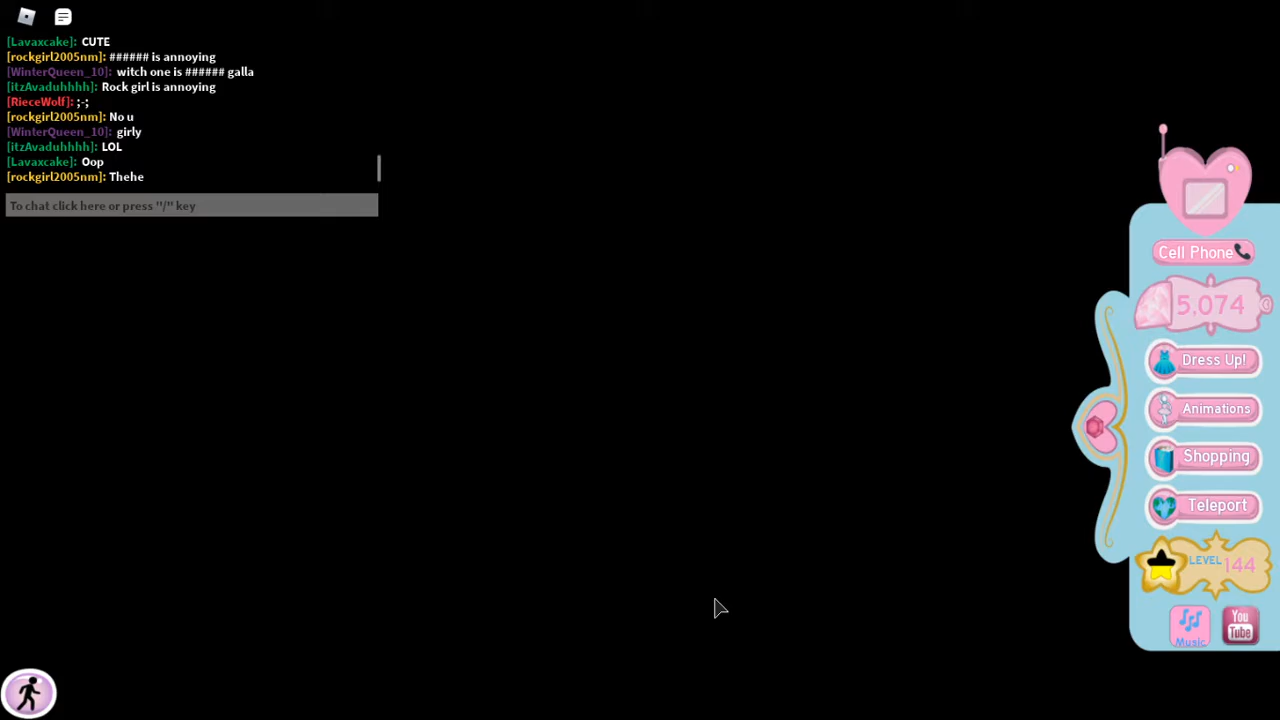 [Lavaxcake]: CUTE
[rockgirl2005nm]: ###### is annoying
[WinterQueen_10]: witch one is ###### galla
[itzAvaduhhhh]: Rock girl is annoying
[RieceWolf]: ;-;
[rockgirl2005nm]: No u
[WinterQueen_10]: girly
[itzAvaduhhhh]: LOL
[Lavaxcake]: Oop
[rockgirl2005nm]: Thehe
To chat click here or press "/" key
Cell Phone
5,074
Dress Up!
Animations
Shopping
Teleport
LEVEL 144
Music
You
Tube